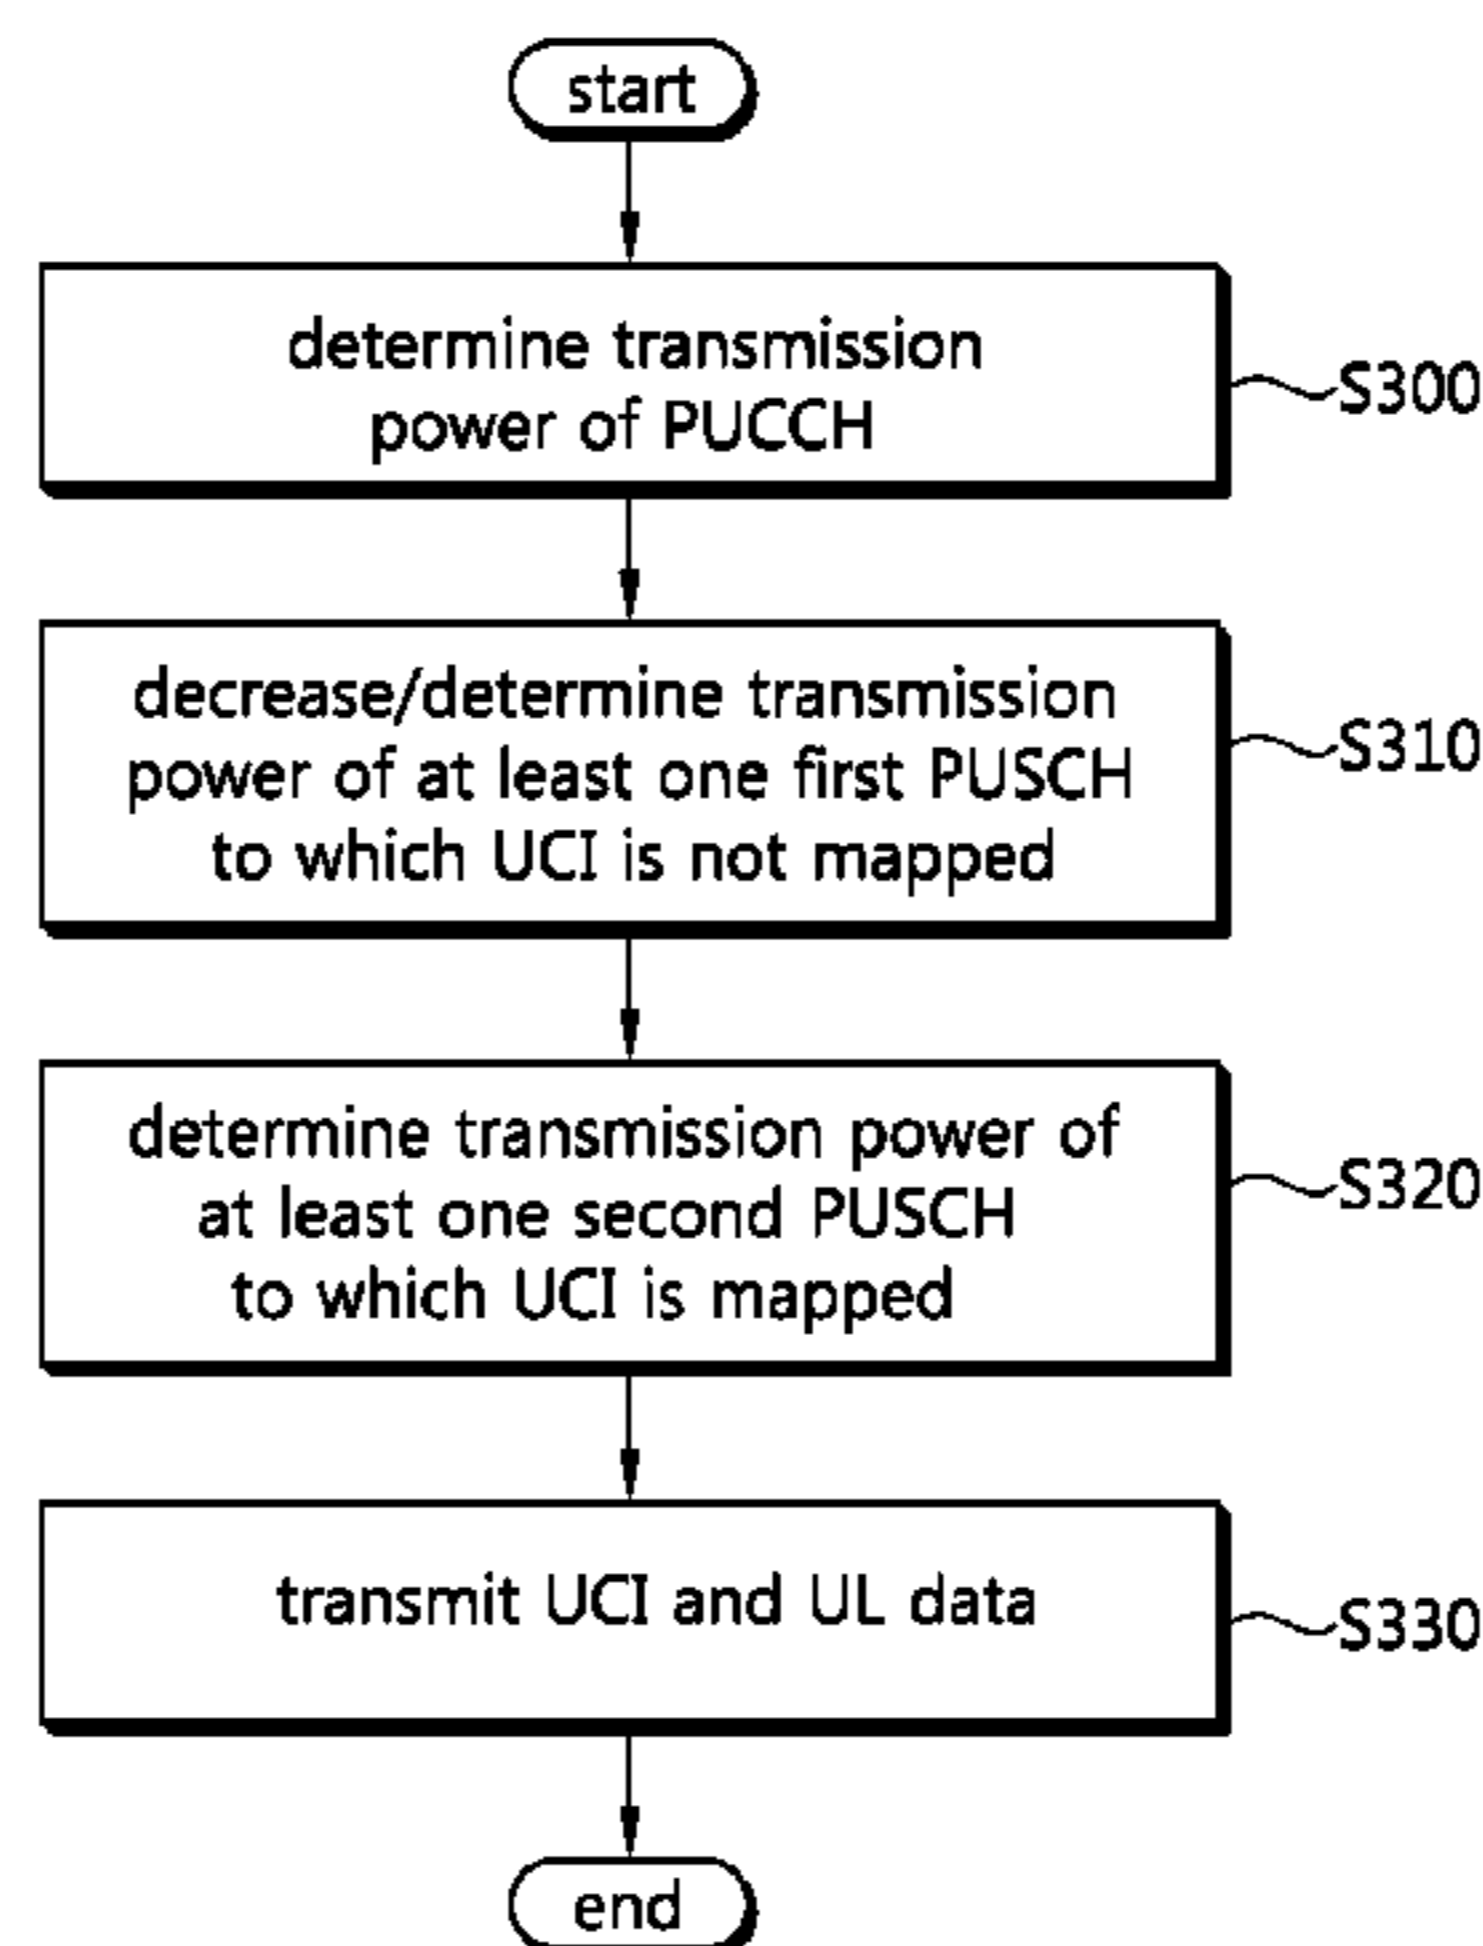 start
determine transmission
power of PUCCH
S300
decrease/determine transmission
power of at least one first PUSCH
to which UCI is not mapped
S310
determine transmission power of
at least one second PUSCH
to which UCI is mapped
S320
transmit UCI and UL data
S330
end